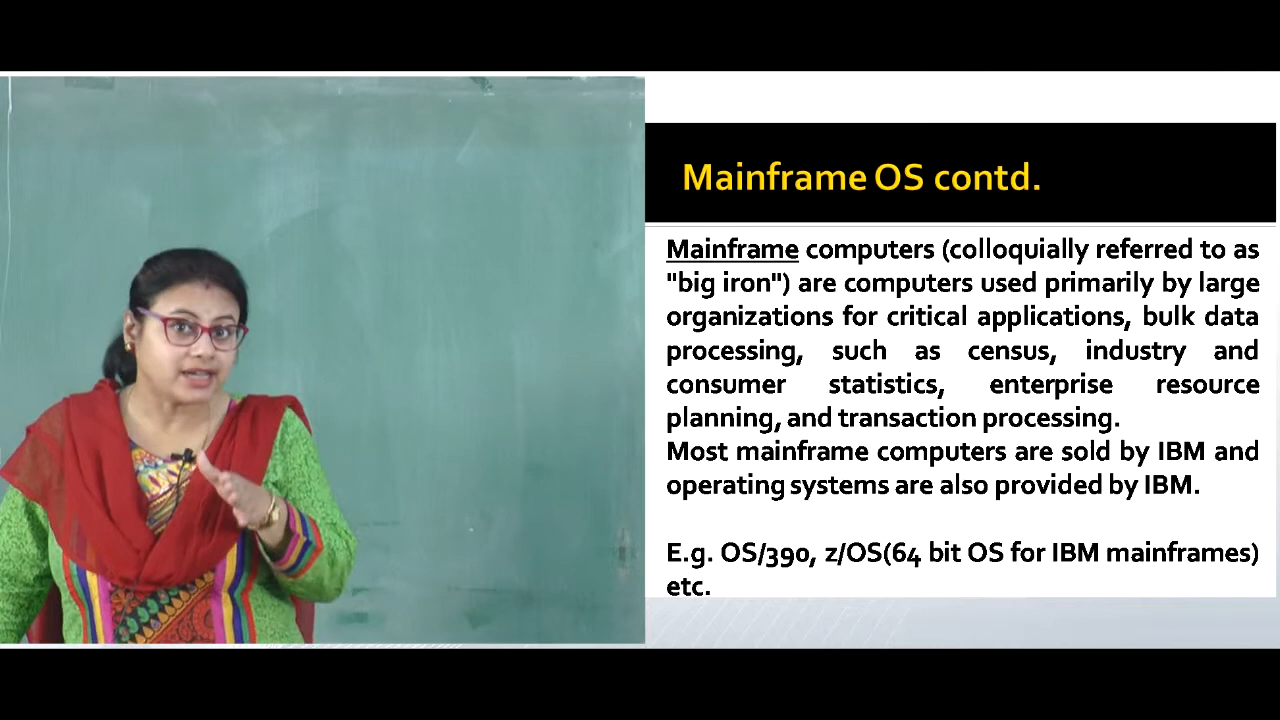 Mainframe OS contd.
Mainframe computers (colloquially referred to as
"big iron") are computers used primarily by large
organizations for critical applications, bulk data
processing, such as census, industry and
consumer statistics, enterprise resource
planning, and transaction processing.
Most mainframe computers are sold by IBM and
operating systems are also provided by IBM.
E.g. OS/390, z/OS(64 bit OS for IBM mainframes)
etc.